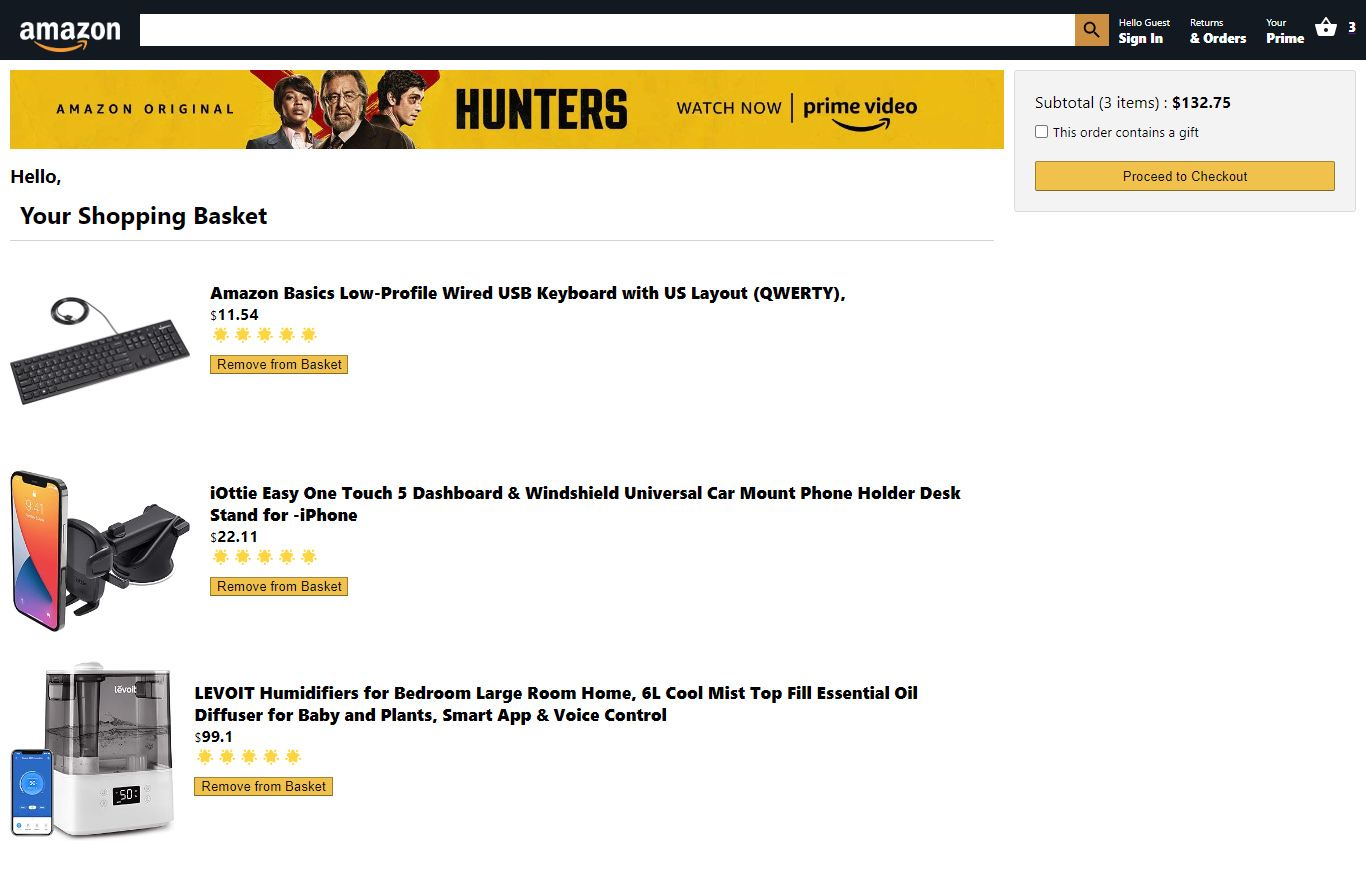 amazon
Hello Guest
Sign In
Returns
& Orders
Your
Prime
3
AMAZON ORIGINAL
HUNTERS
WATCH NOW
prime video
Subtotal (3 items) : $132.75
This order contains a gift
Proceed to Checkout
Hello,
Your Shopping Basket
Amazon Basics Low-Profile Wired USB Keyboard with US Layout (QWERTY),
$11.54
Remove from Basket
9:41
iOttie Easy One Touch 5 Dashboard & Windshield Universal Car Mount Phone Holder Desk
Stand for -iPhone
$22.11
Remove from Basket
levoit
50
LEVOIT Humidifiers for Bedroom Large Room Home, 6L Cool Mist Top Fill Essential Oil
Diffuser for Baby and Plants, Smart App & Voice Control
$99.1
Remove from Basket